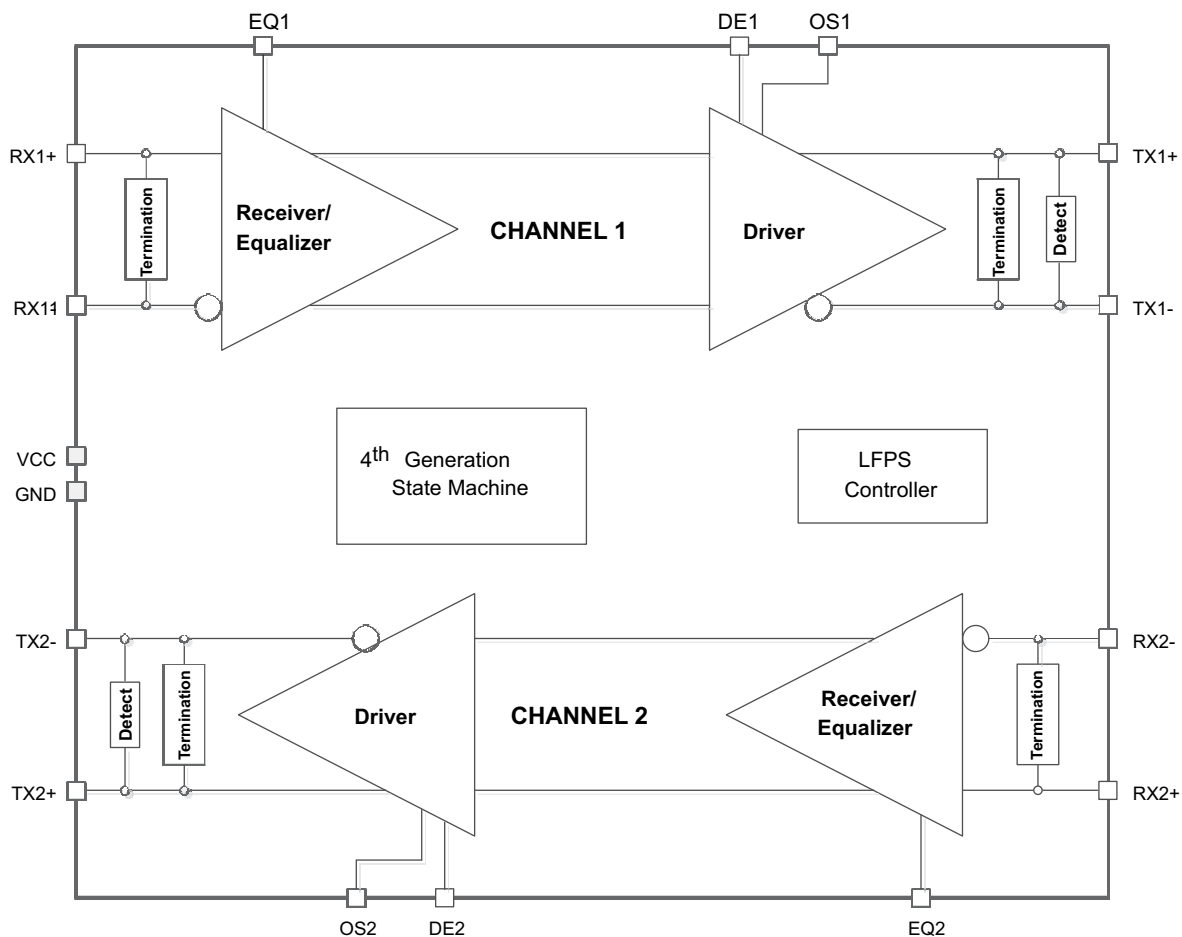 EQ1
DE1
OS1
RX1+
TX1+
Termination
Receiver/
Equalizer
CHANNEL 1
Driver
Termination
Detect
TX1-
VCC
GND
4th Generation
State Machine
LFPS
Controller
TX2-
RX2-
Detect
Termination
Driver
CHANNEL 2
Receiver/
Equalizer
Termination
TX2+
RX2+
OS2
DE2
EQ2